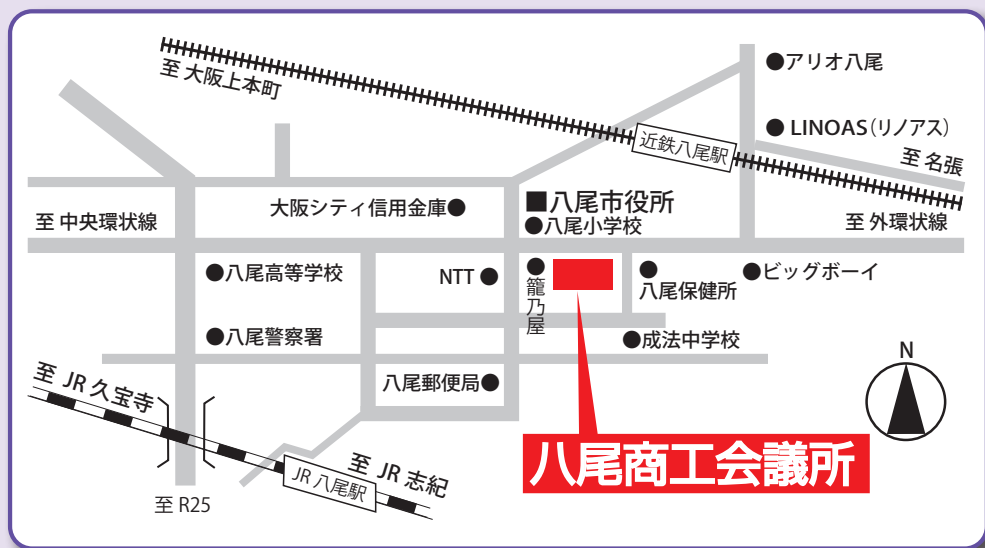 至 大阪上本町
●アリオ八尾
近鉄八尾駅
● LINOAS（リノアス）
至 名張
大阪シティ信用金庫●
■八尾市役所
●八尾小学校
至 中央環状線
至 外環状線
●八尾高等学校
NTT ●
●籠乃屋
●八尾保健所
●ビッグボーイ
●八尾警察署
●成法中学校
八尾郵便局●
N
至 JR 久宝寺
八尾商工会議所
JR 八尾駅
至 JR 志紀
至 R25